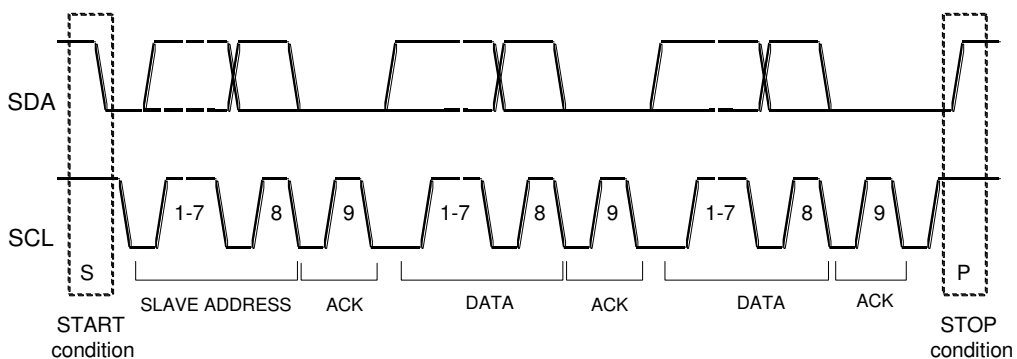 SDA
SCL
1-7 8 9 1-7 8 9 1-7 8 9
S P
SLAVE ADDRESS ACK DATA ACK DATA ACK
START
condition
STOP
condition